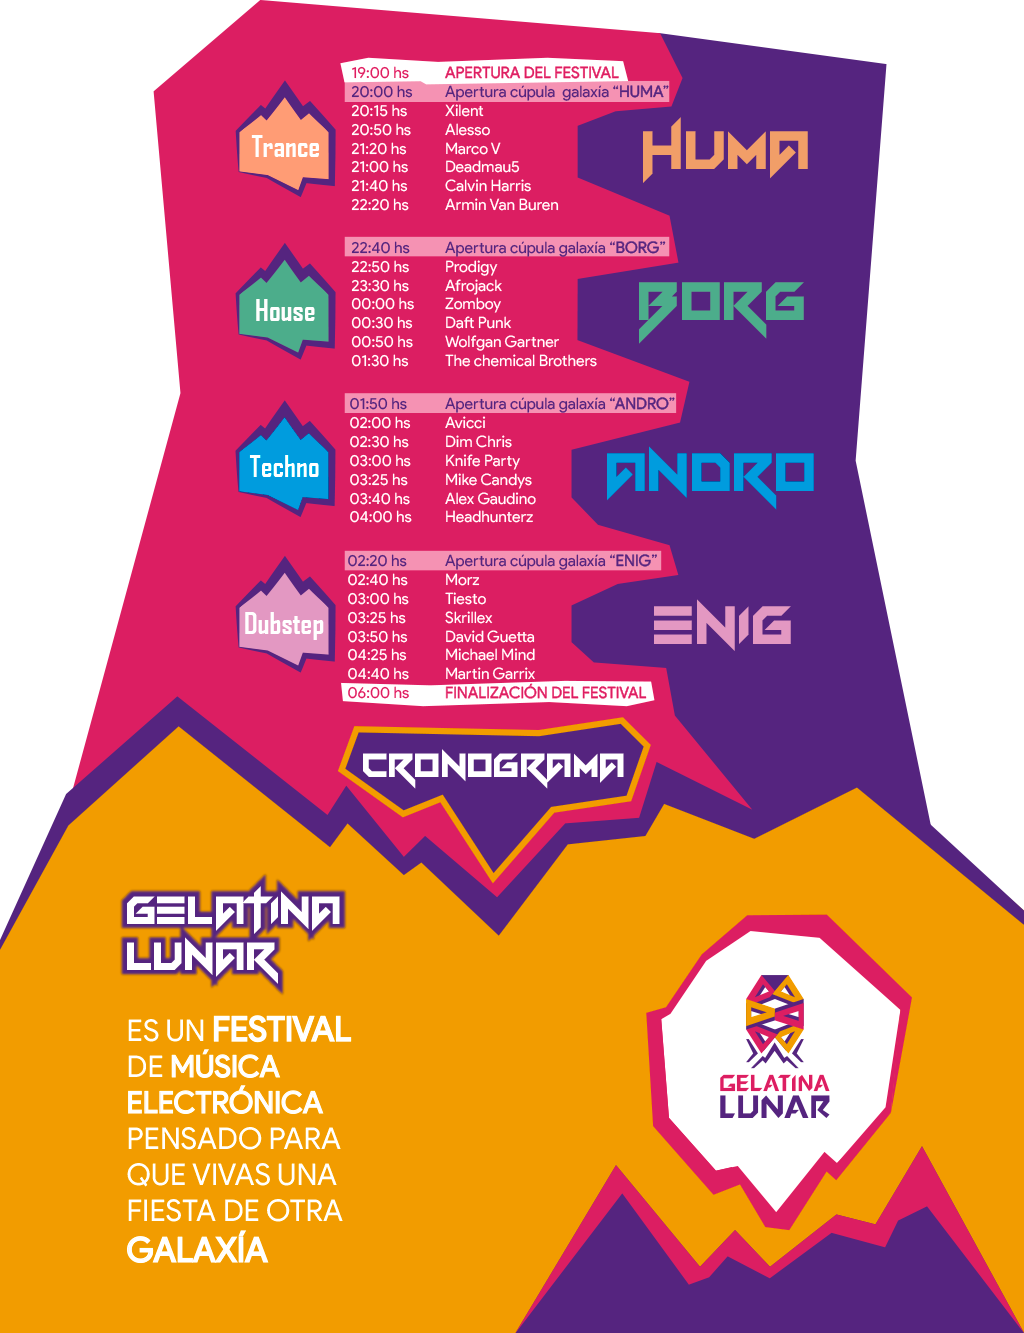 19:00 hs APERTURA DEL FESTIVAL
20:00 hs Apertura cúpula galaxía “HUMA”
20:15 hs Xilent
20:50 hs Alesso
21:20 hs Marco V
21:00 hs Deadmau5
21:40 hs Calvin Harris
22:20 hs Armin Van Buren
Trance
HUMA
22:40 hs Apertura cúpula galaxía “BORG”
22:50 hs Prodigy
23:30 hs Afrojack
00:00 hs Zomboy
00:30 hs Daft Punk
00:50 hs Wolfgan Gartner
01:30 hs The chemical Brothers
House
BORG
01:50 hs Apertura cúpula galaxía “ANDRO”
02:00 hs Avicci
02:30 hs Dim Chris
03:00 hs Knife Party
03:25 hs Mike Candys
03:40 hs Alex Gaudino
04:00 hs Headhunterz
Techno
ANDRO
02:20 hs Apertura cúpula galaxía “ENIG”
02:40 hs Morz
03:00 hs Tiesto
03:25 hs Skrillex
03:50 hs David Guetta
04:25 hs Michael Mind
04:40 hs Martin Garrix
06:00 hs FINALIZACIÓN DEL FESTIVAL
Dubstep
ENIG
CRONOGRAMA
GELATINA
LUNAR
ES UN FESTIVAL
DE MÚSICA
ELECTRÓNICA
PENSADO PARA
QUE VIVAS UNA
FIESTA DE OTRA
GALAXÍA
GELATINA
LUNAR